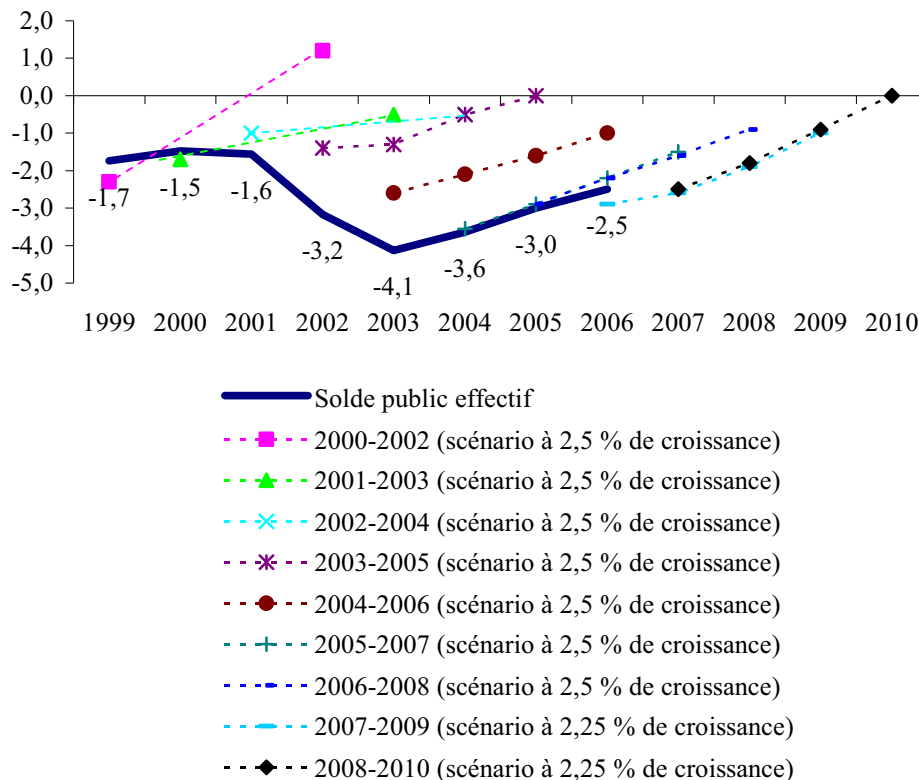 2,0
1,0
0,0
-1,0
-2,0
-3,0
-4,0
-5,0
-1,7
-1,5
-1,6
-3,2
-4,1
-3,6
-3,0
-2,5
1999 2000 2001 2002 2003 2004 2005 2006 2007 2008 2009 2010
Solde public effectif
2000-2002 (scénario à 2,5 % de croissance)
2001-2003 (scénario à 2,5 % de croissance)
2002-2004 (scénario à 2,5 % de croissance)
2003-2005 (scénario à 2,5 % de croissance)
2004-2006 (scénario à 2,5 % de croissance)
2005-2007 (scénario à 2,5 % de croissance)
2006-2008 (scénario à 2,5 % de croissance)
2007-2009 (scénario à 2,25 % de croissance)
2008-2010 (scénario à 2,25 % de croissance)